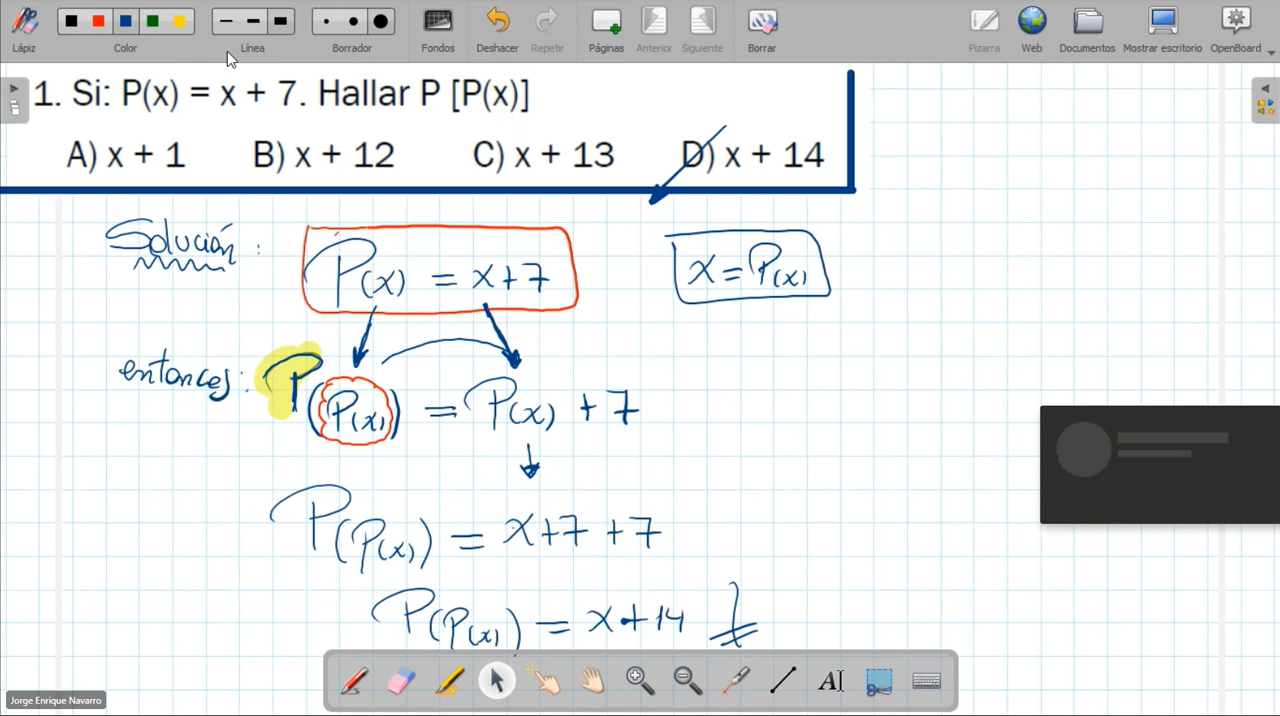 Lápiz Color Línea Borrador Fondos Deshacer Repetir Páginas Anterior Siguiente Borrar Pizarra Web Documentos Mostrar escritorio OpenBoard
1. Si: P(x) = x + 7. Hallar P [P(x)]
A) x + 1 B) x + 12 C) x + 13 D) x + 14
Solución :
P(x) = x+7
x = P(x)
entonces: P(P(x)) = P(x) + 7
P(P(x)) = x+7 +7
P(P(x)) = x+14
AI
Jorge Enrique Navarro